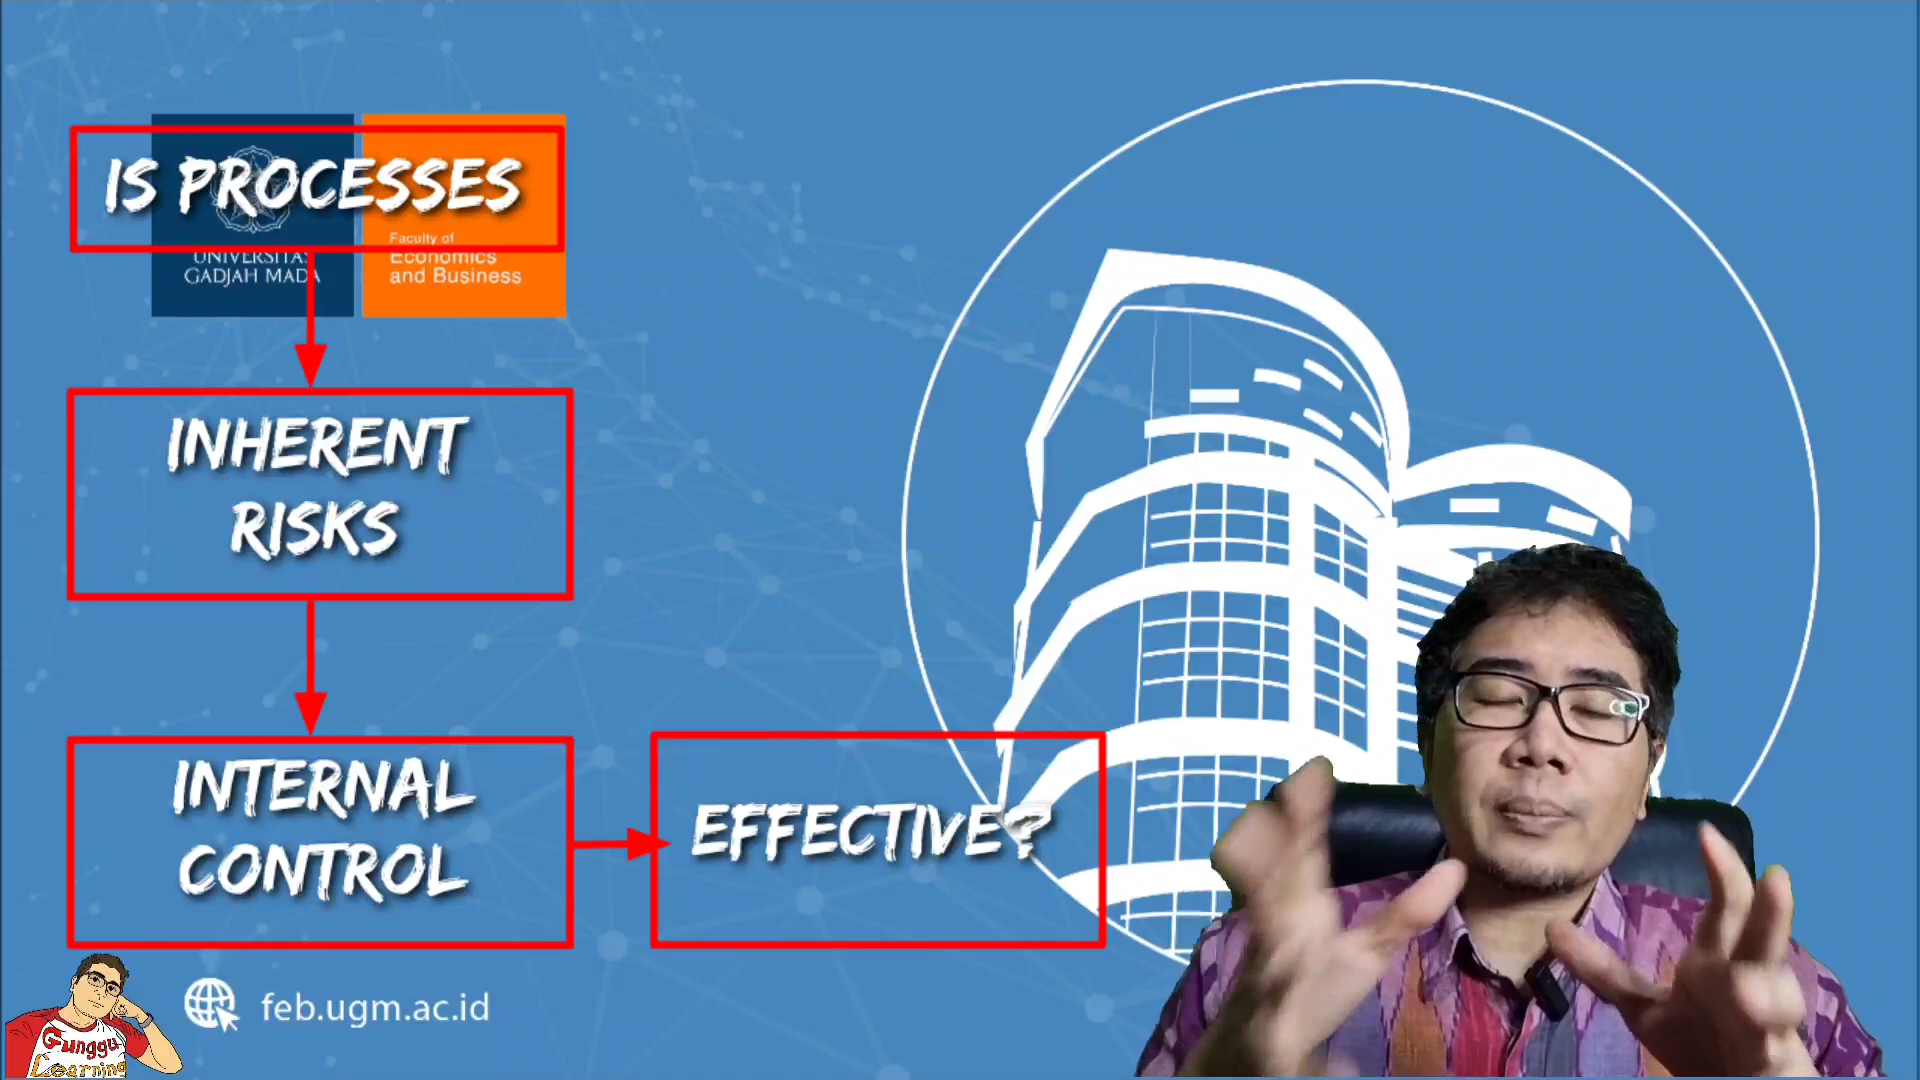 IS PROCESSES
UNIVERSITAS
GADJAH MADA
Faculty of
Economics
and Business
INHERENT
RISKS
INTERNAL
CONTROL
EFFECTIVE?
feb.ugm.ac.id
Gunggu
Learning